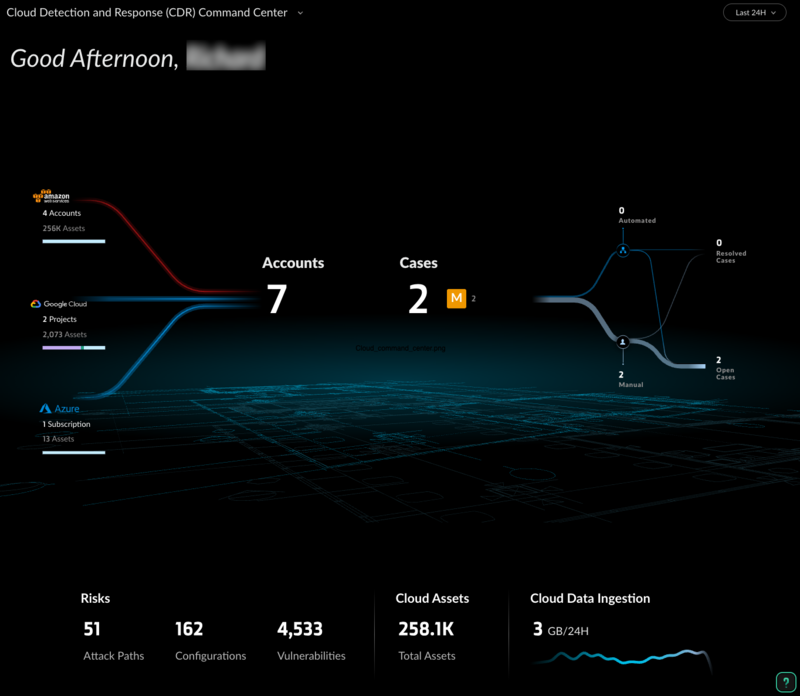 Cloud Detection and Response (CDR) Command Center
Last 24H
Good Afternoon,
amazon
web services
4 Accounts
256K Assets
Google Cloud
2 Projects
2,073 Assets
Azure
1 Subscription
13 Assets
Accounts
7
Cases
2
M 2
Cloud_command_center.png
0
Automated
0
Resolved
Cases
2
Manual
2
Open
Cases
Risks
51
Attack Paths
162
Configurations
4,533
Vulnerabilities
Cloud Assets
258.1K
Total Assets
Cloud Data Ingestion
3 GB/24H
?